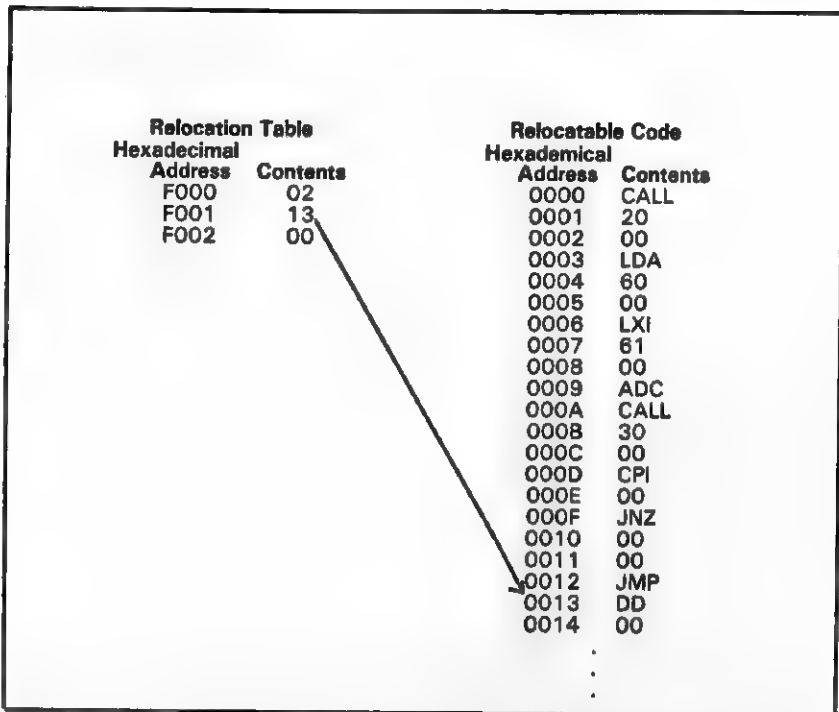 Relocation Table
Hexadecimal
Address Contents
F000 02
F001 13
F002 00
Relocatable Code
Hexademical
Address Contents
0000 CALL
0001 20
0002 00
0003 LDA
0004 60
0005 00
0006 LXI
0007 61
0008 00
0009 ADC
000A CALL
000B 30
000C 00
000D CPI
000E 00
000F JNZ
0010 00
0011 00
0012 JMP
0013 DD
0014 00